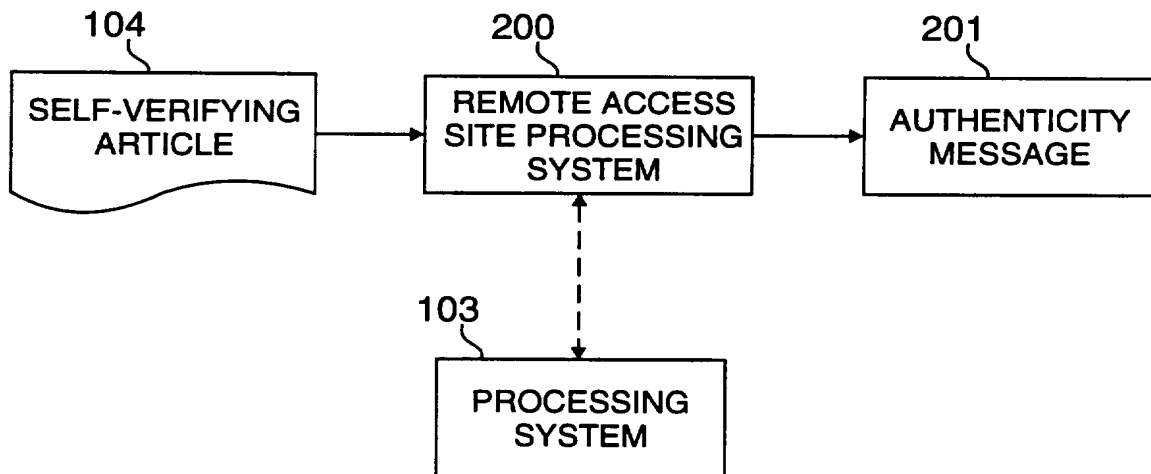 104
200
201
SELF-VERIFYING
ARTICLE
REMOTE ACCESS
SITE PROCESSING
SYSTEM
AUTHENTICITY
MESSAGE
103
PROCESSING
SYSTEM